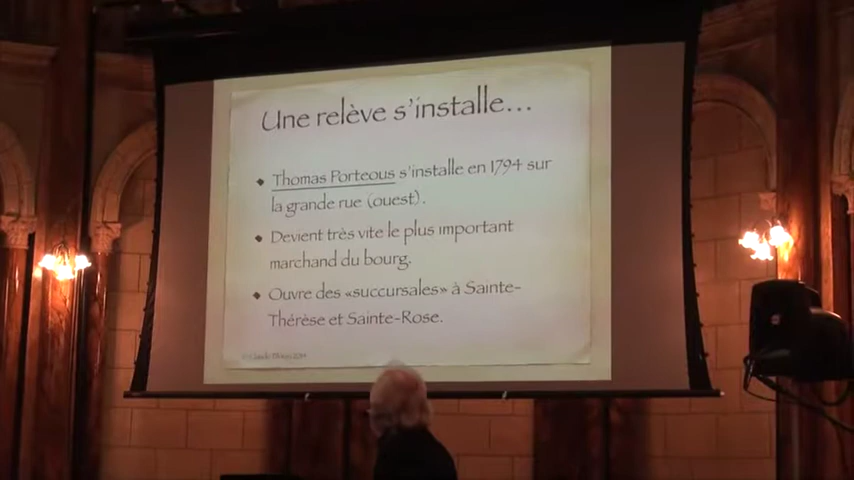 Une relève s'installe...
• Thomas Porteous s'installe en 1794 sur
la grande rue (ouest).
• Devient très vite le plus important
marchand du bourg.
• Ouvre des «succursales» à Sainte-
Thérèse et Sainte-Rose.